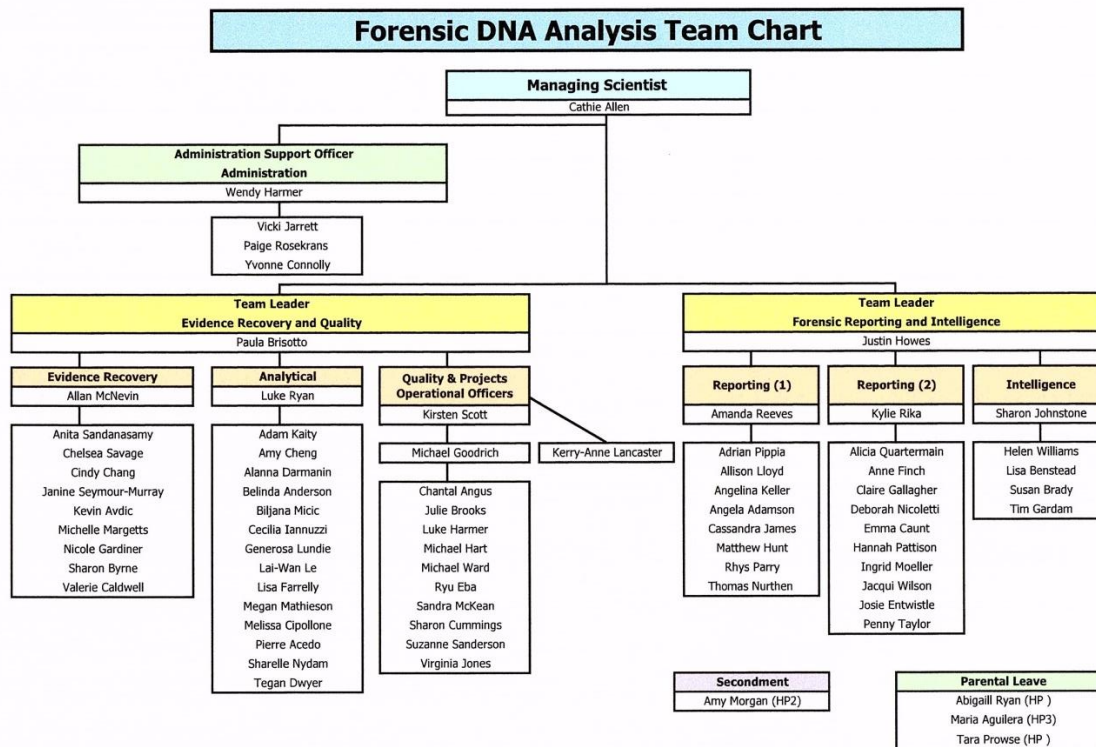 Forensic DNA Analysis Team Chart
Managing Scientist
Cathie Allen
Administration Support Officer
Administration
Wendy Harmer
Vicki Jarrett
Paige Rosekrans
Yvonne Connolly
Team Leader
Evidence Recovery and Quality
Paula Brisotto
Evidence Recovery
Allan McNevin
Anita Sandanasamy
Chelsea Savage
Cindy Chang
Janine Seymour-Murray
Kevin Avdic
Michelle Margetts
Nicole Gardiner
Sharon Byrne
Valerie Caldwell
Analytical
Luke Ryan
Adam Kaity
Amy Cheng
Alanna Darmanin
Belinda Anderson
Biljana Micic
Cecilia Iannuzzi
Generosa Lundie
Lai-Wan Le
Lisa Farrelly
Megan Mathieson
Melissa Cipollone
Pierre Acedo
Sharelle Nydam
Tegan Dwyer
Quality & Projects
Operational Officers
Kirsten Scott
Michael Goodrich
Kerry-Anne Lancaster
Chantal Angus
Julie Brooks
Luke Harmer
Michael Hart
Michael Ward
Ryu Eba
Sandra McKean
Sharon Cummings
Suzanne Sanderson
Virginia Jones
Team Leader
Forensic Reporting and Intelligence
Justin Howes
Reporting (1)
Amanda Reeves
Adrian Pippia
Allison Lloyd
Angelina Keller
Angela Adamson
Cassandra James
Matthew Hunt
Rhys Parry
Thomas Nurthen
Reporting (2)
Kylie Rika
Alicia Quartermain
Anne Finch
Claire Gallagher
Deborah Nicoletti
Emma Caunt
Hannah Pattison
Ingrid Moeller
Jacqui Wilson
Josie Entwistle
Penny Taylor
Intelligence
Sharon Johnstone
Helen Williams
Lisa Benstead
Susan Brady
Tim Gardam
Secondment
Amy Morgan (HP2)
Parental Leave
Abigaill Ryan (HP )
Maria Aguilera (HP3)
Tara Prowse (HP )